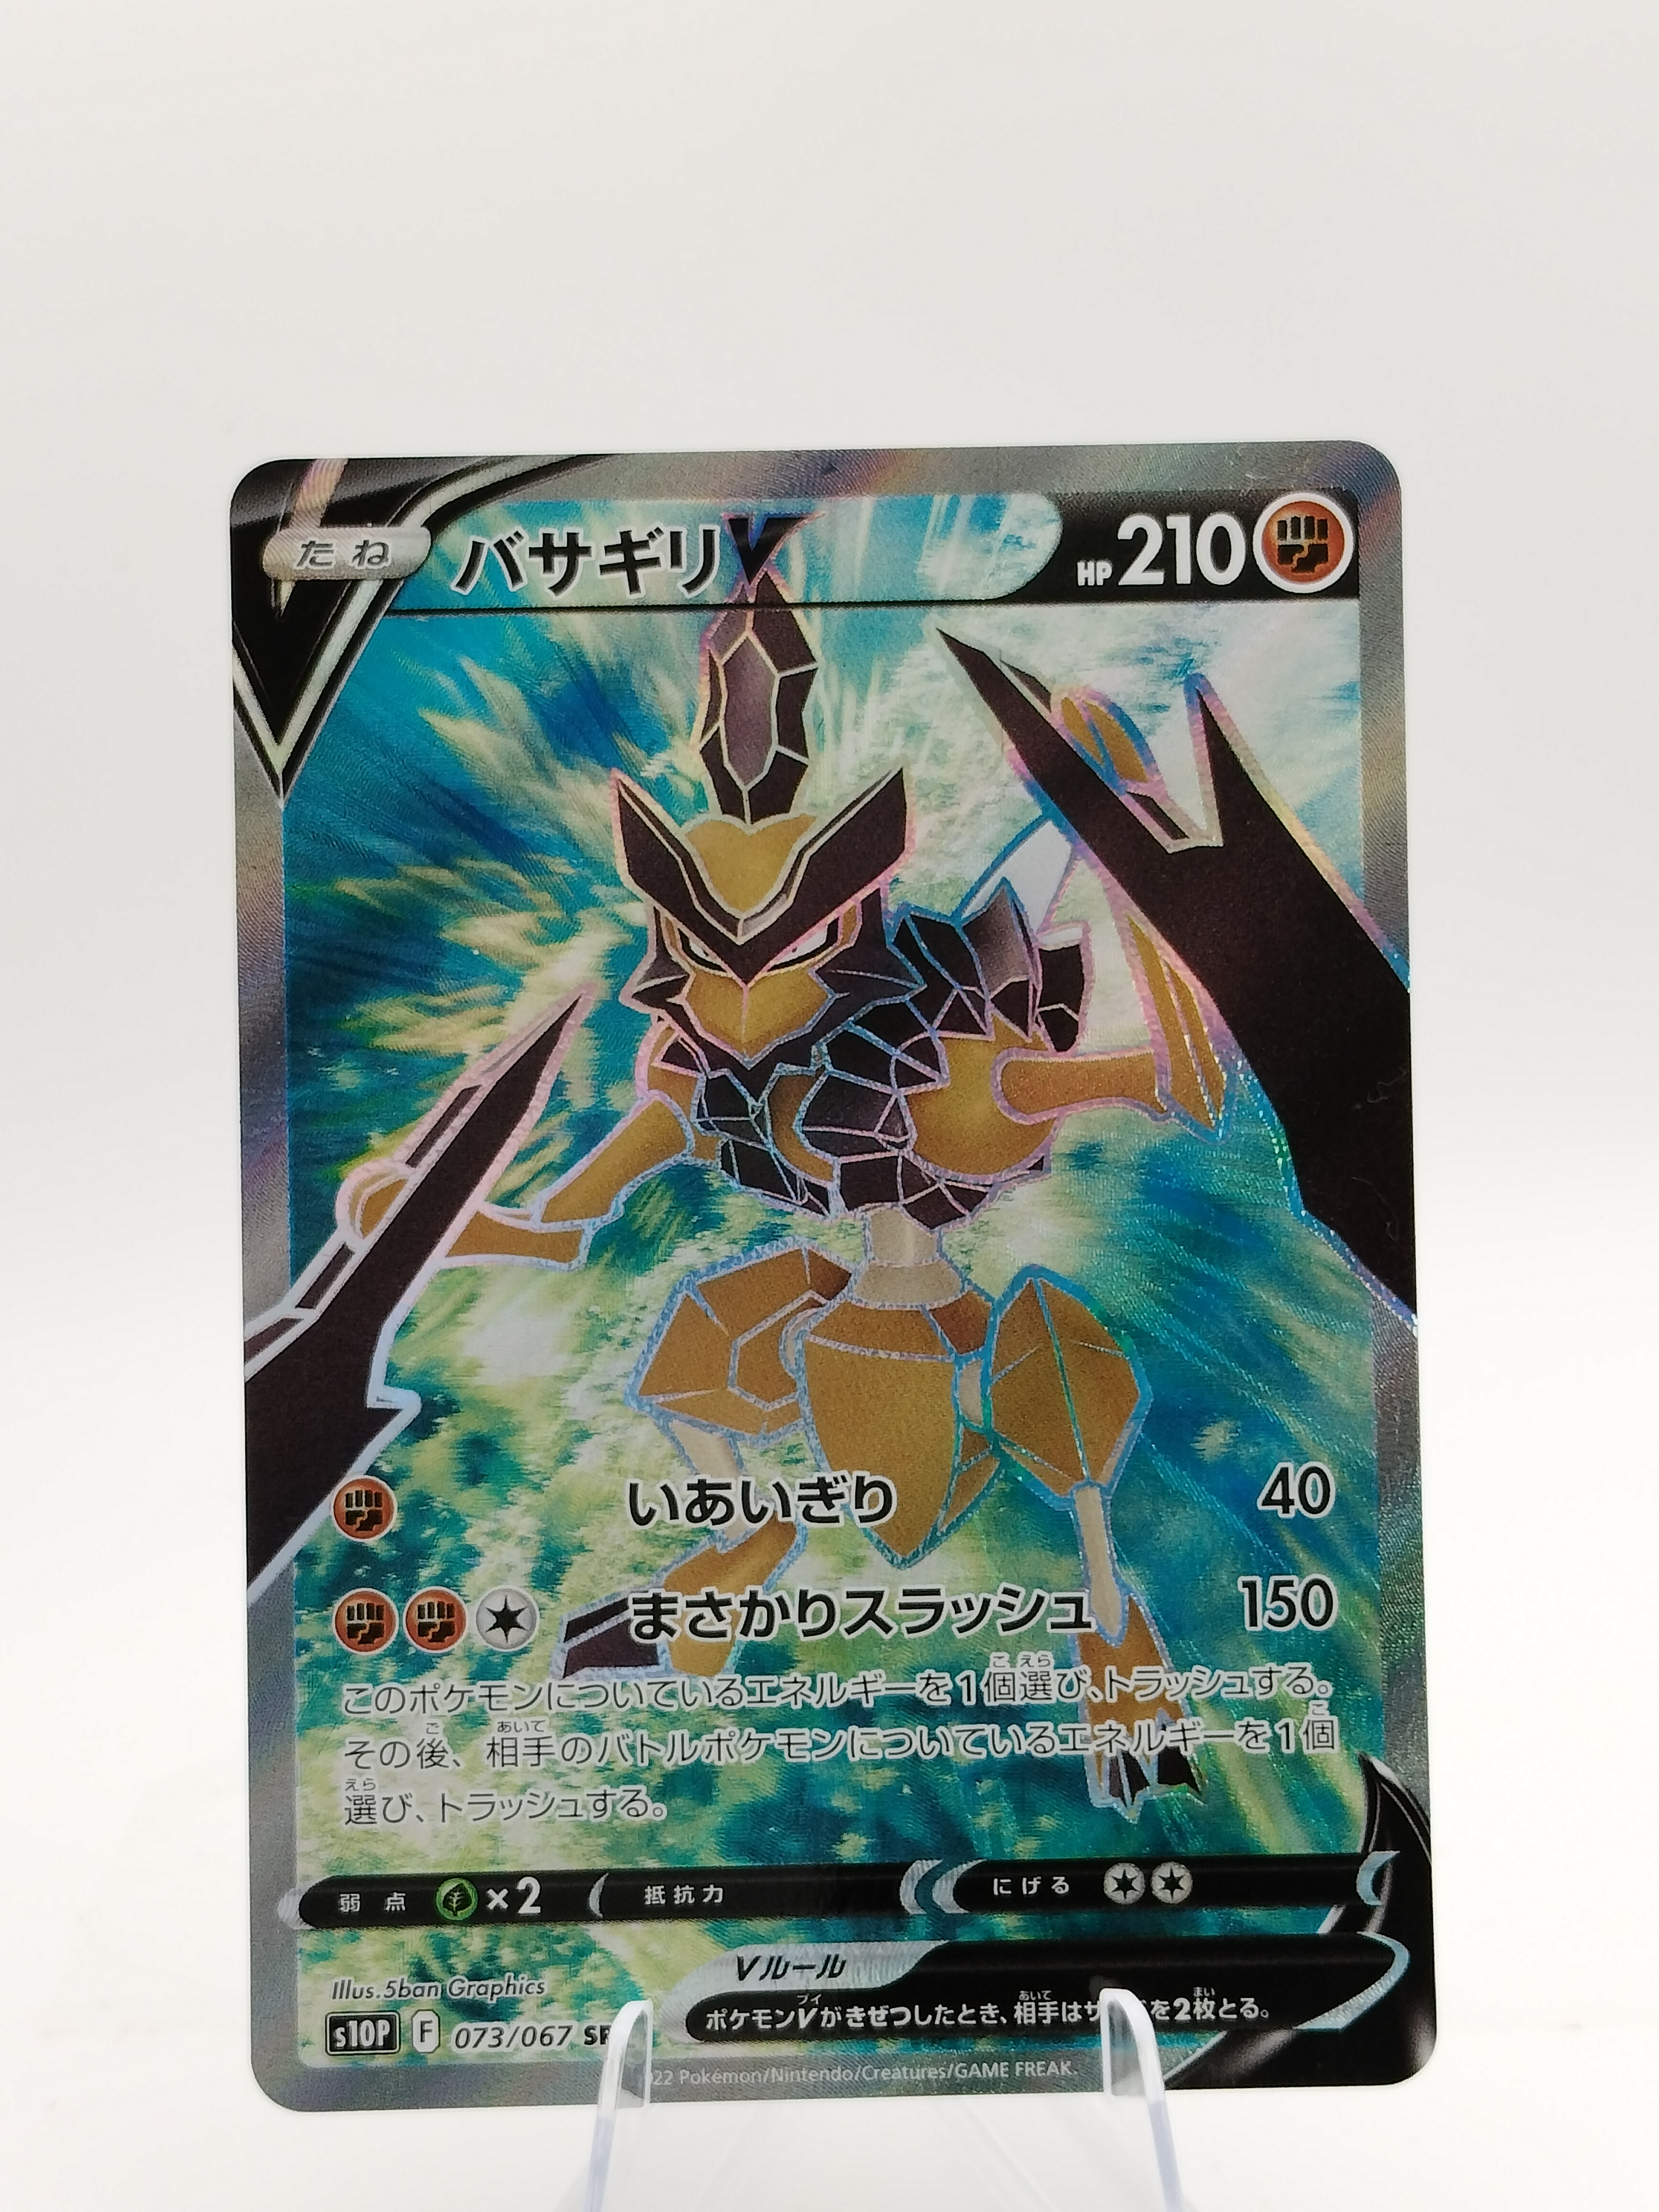 たね バサギリV HP210
いあいぎり 40
まさかりスラッシュ 150
このポケモンについているエネルギーを1個選び、トラッシュする。
その後、相手のバトルポケモンについているエネルギーを1個
選び、トラッシュする。
弱点 ×2 抵抗力 にげる
Vルール
Illus.5ban Graphics
ポケモンVがきぜつしたとき、相手はサ を2枚とる。
s10P F 073/067 SR
22 Pokémon/Nintendo/Creatures/GAME FREAK.